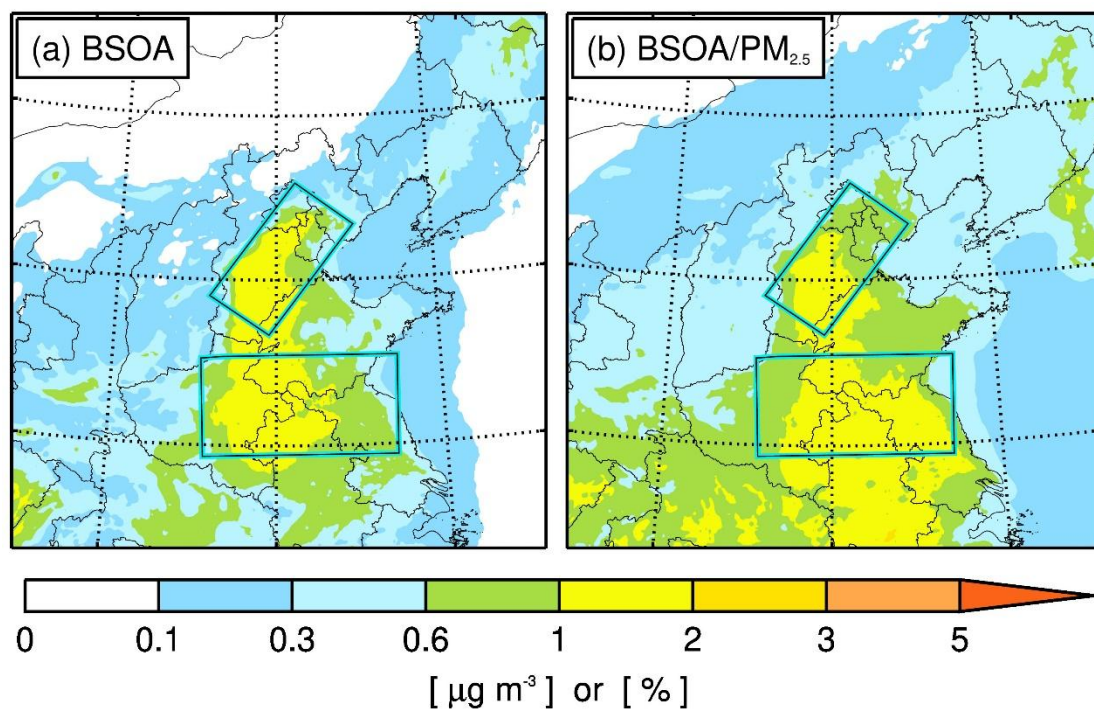 (a) BSOA
(b) BSOA/PM₂.₅
0 0.1 0.3 0.6 1 2 3 5
[ μg m⁻³ ] or [ % ]